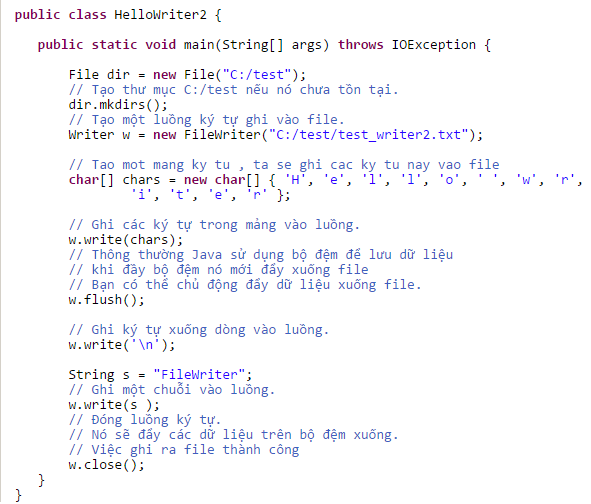 public class HelloWriter2 {
public static void main(String[] args) throws IOException {
File dir = new File("C:/test");
// Tạo thư mục C:/test nếu nó chưa tồn tại.
dir.mkdirs();
// Tạo một luồng ký tự ghi vào file.
Writer w = new FileWriter("C:/test/test_writer2.txt");
// Tao mot mang ky tu , ta se ghi cac ky tu nay vao file
char[] chars = new char[] { 'H', 'e', 'l', 'l', 'o', ' ', 'w', 'r',
'i', 't', 'e', 'r' };
// Ghi các ký tự trong mảng vào luồng.
w.write(chars);
// Thông thường Java sử dụng bộ đệm để lưu dữ liệu
// khi đầy bộ đệm nó mới đẩy xuống file
// Bạn có thể chủ động đẩy dữ liệu xuống file.
w.flush();
// Ghi ký tự xuống dòng vào luồng.
w.write('\n');
String s = "FileWriter";
// Ghi một chuỗi vào luồng.
w.write(s );
// Đóng luồng ký tự.
// Nó sẽ đẩy các dữ liệu trên bộ đệm xuống.
// Việc ghi ra file thành công
w.close();
}
}